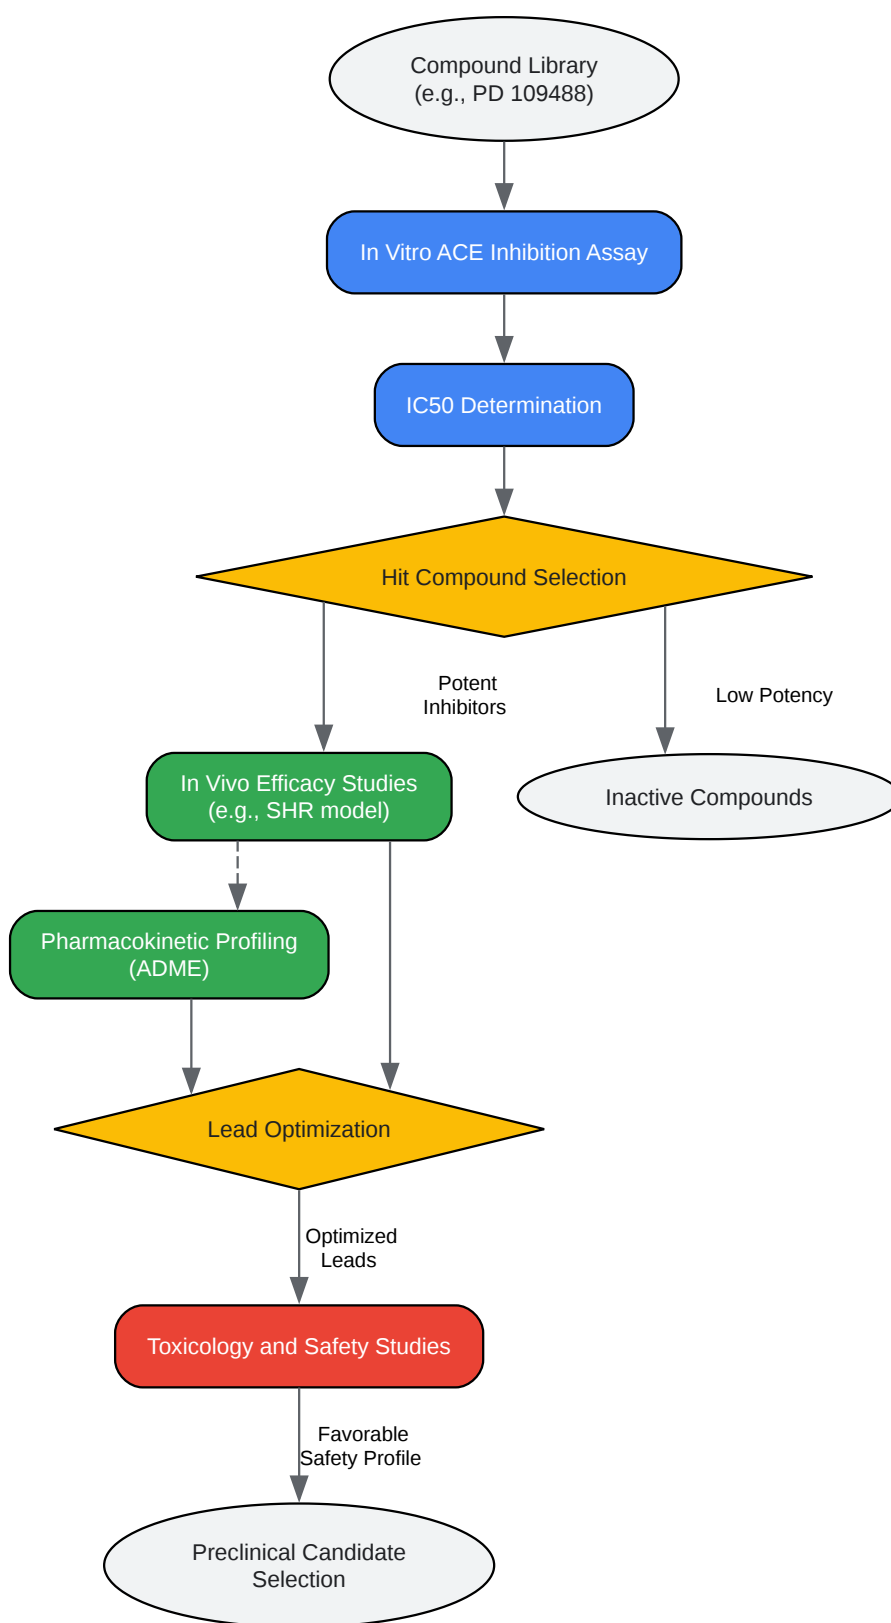 Compound Library
(e.g., PD 109488)
In Vitro ACE Inhibition Assay
IC50 Determination
Hit Compound Selection
Potent
Inhibitors
Low Potency
In Vivo Efficacy Studies
(e.g., SHR model)
Inactive Compounds
Pharmacokinetic Profiling
(ADME)
Lead Optimization
Optimized
Leads
Toxicology and Safety Studies
Favorable
Safety Profile
Preclinical Candidate
Selection